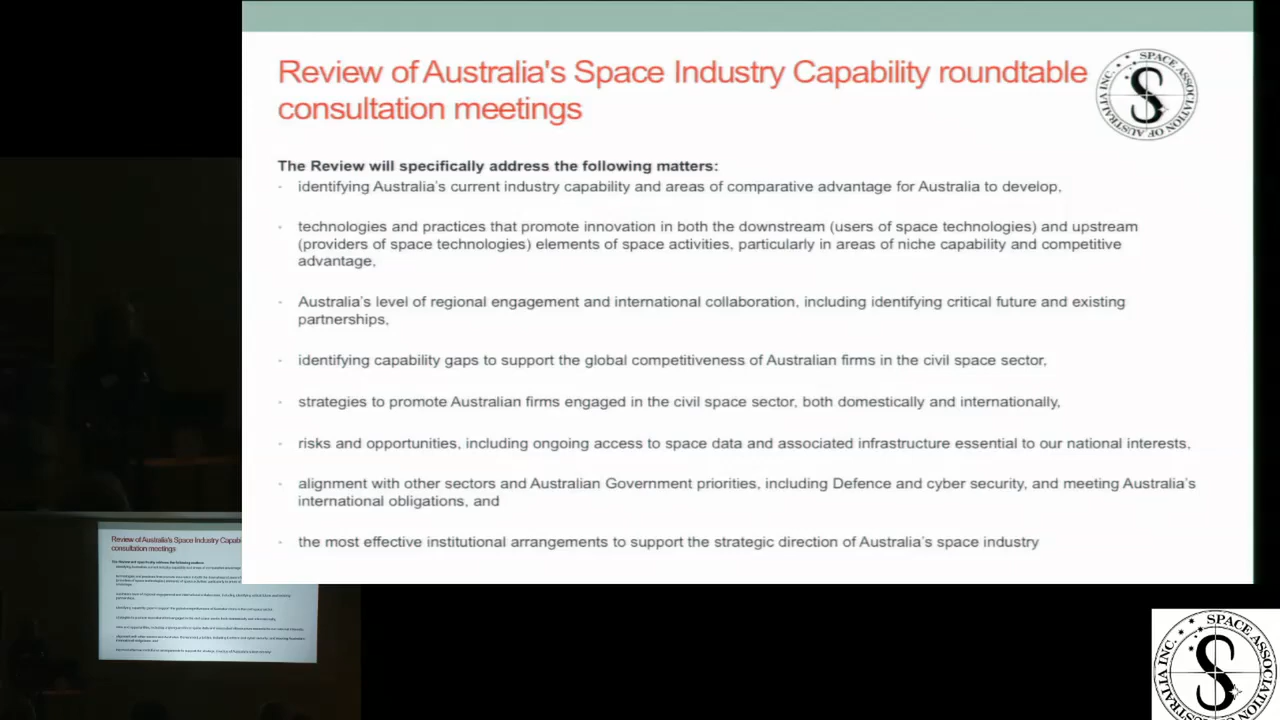 Review of Australia's Space Industry Capability roundtable
consultation meetings
SPACE ASSOCIATION OF AUSTRALIA INC.
S
The Review will specifically address the following matters:
- identifying Australia's current industry capability and areas of comparative advantage for Australia to develop,
- technologies and practices that promote innovation in both the downstream (users of space technologies) and upstream
(providers of space technologies) elements of space activities, particularly in areas of niche capability and competitive
advantage,
- Australia's level of regional engagement and international collaboration, including identifying critical future and existing
partnerships,
- identifying capability gaps to support the global competitiveness of Australian firms in the civil space sector,
- strategies to promote Australian firms engaged in the civil space sector, both domestically and internationally,
- risks and opportunities, including ongoing access to space data and associated infrastructure essential to our national interests,
- alignment with other sectors and Australian Government priorities, including Defence and cyber security, and meeting Australia's
international obligations, and
- the most effective institutional arrangements to support the strategic direction of Australia's space industry
Review of Australia's Space Industry Capabi
consultation meetings
SPACE ASSOCIATION
AUSTRALIA INC.
S